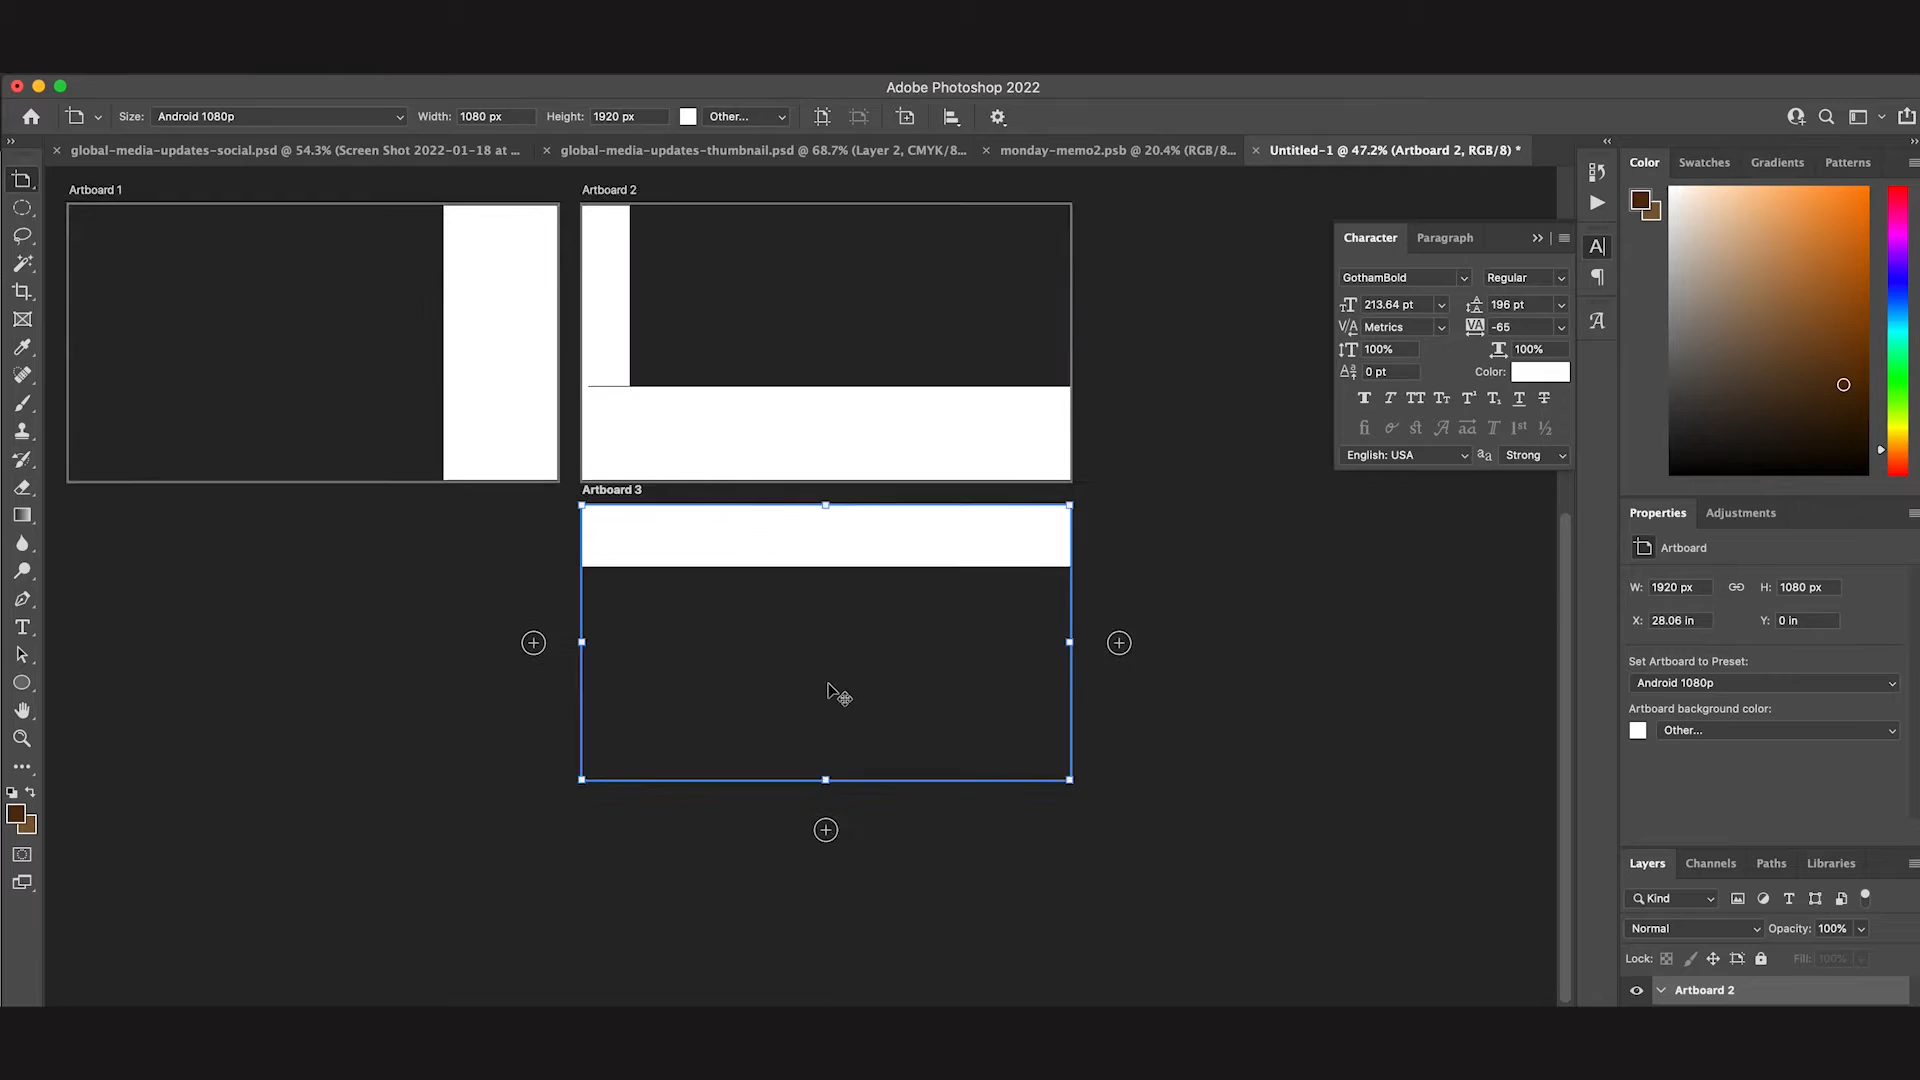 Adobe Photoshop 2022
Size: Android 1080p Width: 1080 px Height: 1920 px Other...
global-media-updates-social.psd @ 54.3% (Screen Shot 2022-01-18 at ...
global-media-updates-thumbnail.psd @ 68.7% (Layer 2, CMYK/8...
monday-memo2.psb @ 20.4% (RGB/8...
Untitled-1 @ 47.2% (Artboard 2, RGB/8) *
Artboard 1
Artboard 2
Artboard 3
Character Paragraph
GothamBold Regular
213.64 pt 196 pt
Metrics -65
100% 100%
0 pt Color:
English: USA Strong
Color Swatches Gradients Patterns
Properties Adjustments
Artboard
W: 1920 px H: 1080 px
X: 28.06 in Y: 0 in
Set Artboard to Preset:
Android 1080p
Artboard background color:
Other...
Layers Channels Paths Libraries
Kind
Normal Opacity: 100%
Lock: Fill: 100%
Artboard 2